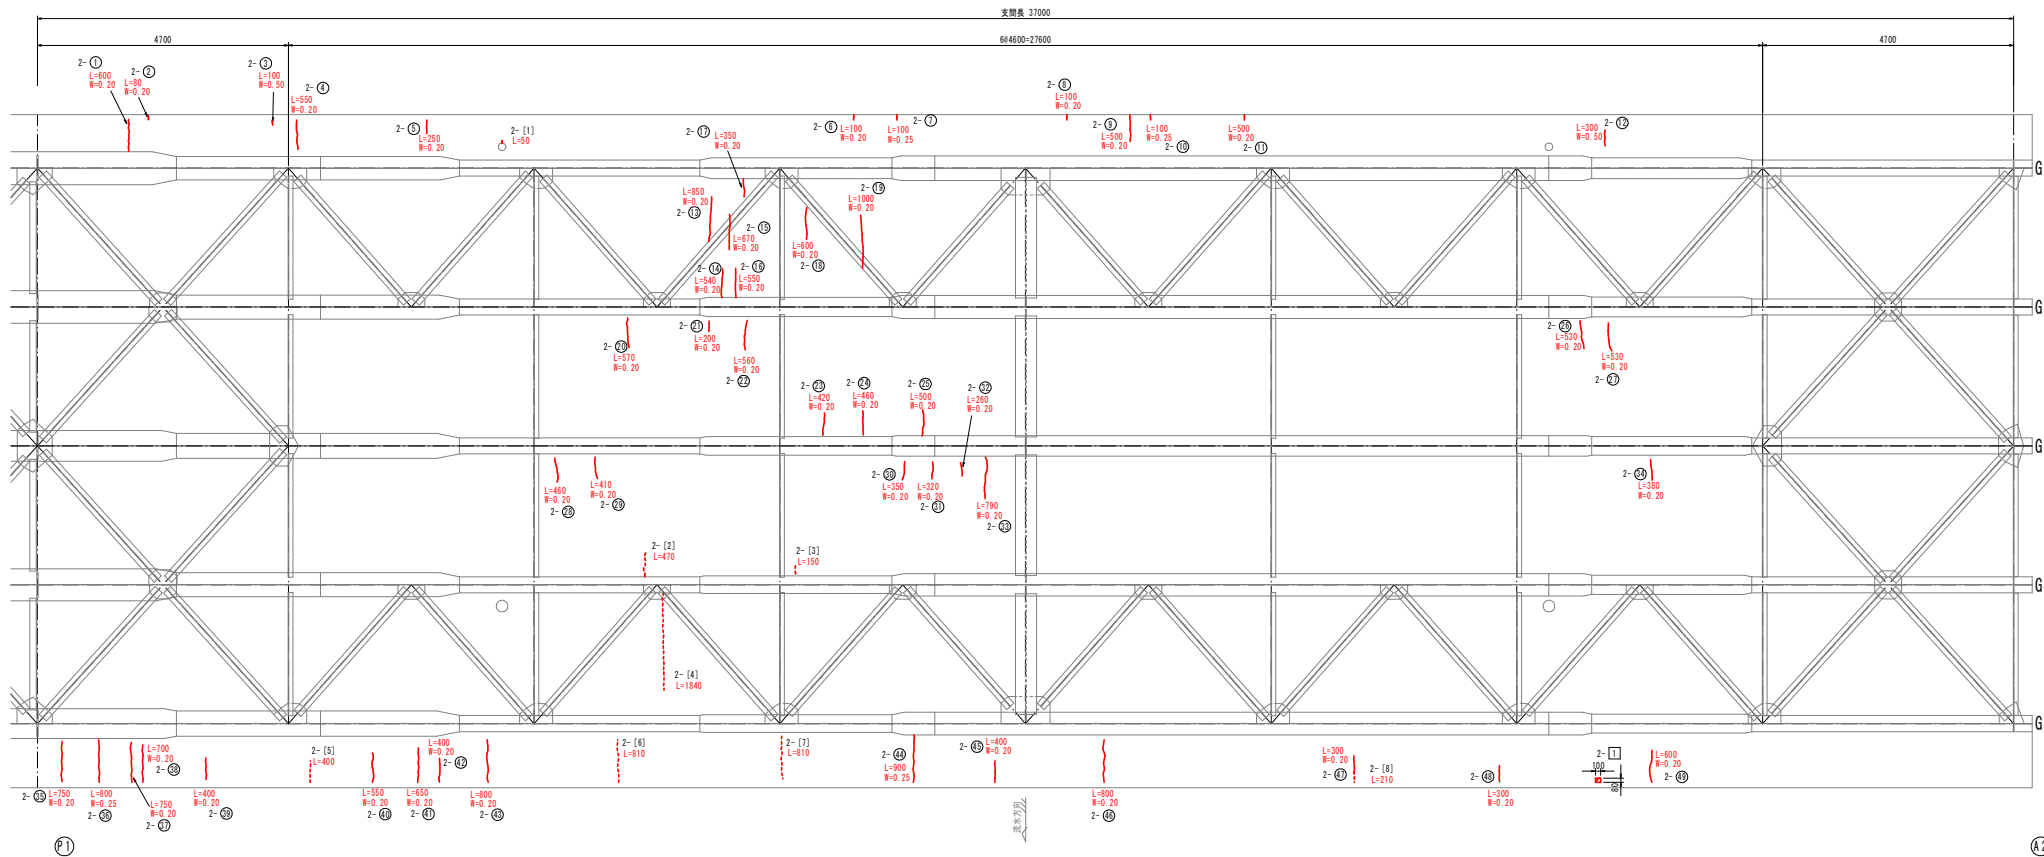 支間長 37000
4700
6@4600=27600
4700
2- ①
L=600
W=0.20
2- ②
L=80
W=0.20
2- ③
L=100
W=0.50
2- ④
L=550
W=0.20
2- ⑤
L=250
W=0.20
2- [1]
L=50
2- ⑰
L=350
W=0.20
2- ⑥
L=100
W=0.20
2- ⑦
L=100
W=0.25
2- ⑧
L=100
W=0.20
2- ⑨
L=500
W=0.20
L=100
W=0.25
2- ⑩
L=500
W=0.20
2- ⑪
2- ⑫
L=300
W=0.50
G
L=850
W=0.20
2- ⑬
2- ⑮
L=670
W=0.20
2- ⑲
L=1000
W=0.20
L=600
W=0.20
2- ⑱
2- ⑭
L=540
W=0.20
2- ⑯
L=550
W=0.20
G
2- ⑳
L=570
W=0.20
2- ㉑
L=200
W=0.20
L=560
W=0.20
2- ㉒
2- ㉖
L=530
W=0.20
L=530
W=0.20
2- ㉗
2- ㉓
L=420
W=0.20
2- ㉔
L=460
W=0.20
2- ㉕
L=500
W=0.20
2- ㉜
L=260
W=0.20
G
L=460
W=0.20
2- ㉘
L=410
W=0.20
2- ㉙
2- ㉚
L=350
W=0.20
L=320
W=0.20
2- ㉛
L=790
W=0.20
2- ㉝
2- ㉞
L=380
W=0.20
2- [2]
L=470
2- [3]
L=150
G
2- [4]
L=1840
G
2- ㉟
L=750
W=0.20
L=800
W=0.25
2- ㊱
L=700
W=0.20
2- ㊳
L=750
W=0.20
2- ㊲
L=400
W=0.20
2- ㊴
2- [5]
L=400
L=550
W=0.20
2- ㊵
L=650
W=0.20
2- ㊶
L=400
W=0.20
2- ㊷
L=800
W=0.20
2- ㊸
2- [6]
L=810
2- [7]
L=810
2- ㊹
L=900
W=0.25
2- ㊺
L=400
W=0.20
L=800
W=0.20
2- ㊻
L=300
W=0.20
2- ㊼
2- [8]
L=210
2- ㊽
L=300
W=0.20
2- 1
100
80
L=600
W=0.20
2- ㊾
流水方向
P1
A2